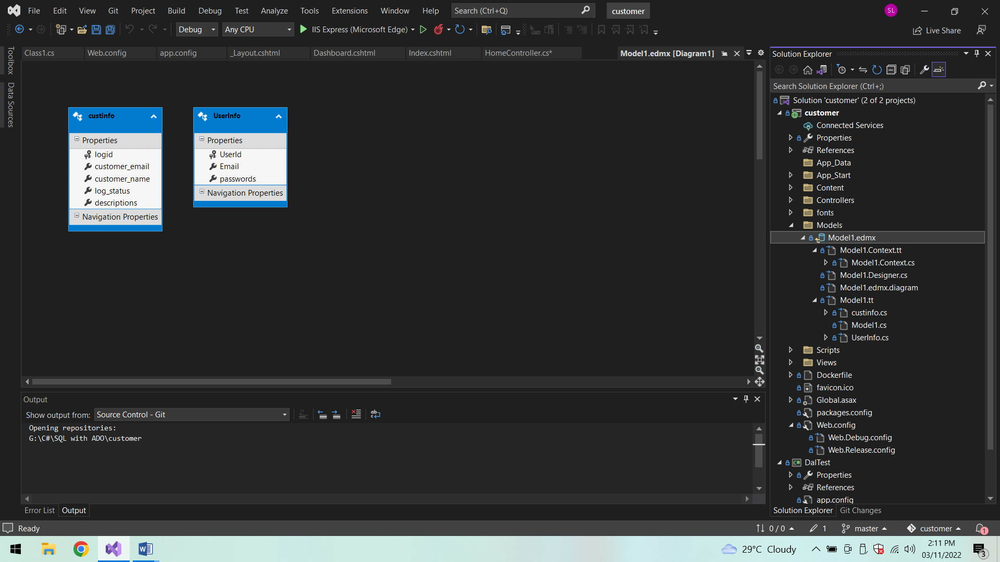 File Edit View Git Project Build Debug Test Analyze Tools Extensions Window Help Search (Ctrl+Q) customer SL
Debug Any CPU IIS Express (Microsoft Edge) Live Share
Toolbox
Data Sources
Class1.cs Web.config app.config _Layout.cshtml Dashboard.cshtml Index.cshtml HomeController.cs* Model1.edmx [Diagram1]
custinfo
Properties
logid
customer_email
customer_name
log_status
descriptions
Navigation Properties
UserInfo
Properties
UserId
Email
passwords
Navigation Properties
Output
Show output from: Source Control - Git
Opening repositories:
G:\C#\SQL with ADO\customer
Error List Output
Solution Explorer
Search Solution Explorer (Ctrl+;)
Solution 'customer' (2 of 2 projects)
customer
Connected Services
Properties
References
App_Data
App_Start
Content
Controllers
fonts
Models
Model1.edmx
Model1.Context.tt
Model1.Context.cs
Model1.Designer.cs
Model1.edmx.diagram
Model1.tt
custinfo.cs
Model1.cs
UserInfo.cs
Scripts
Views
Dockerfile
favicon.ico
Global.asax
packages.config
Web.config
Web.Debug.config
Web.Release.config
C# DalTest
Properties
References
app.config
Solution Explorer Git Changes
Ready 0 / 0 1 master customer 1
29°C Cloudy
2:11 PM
03/11/2022
3